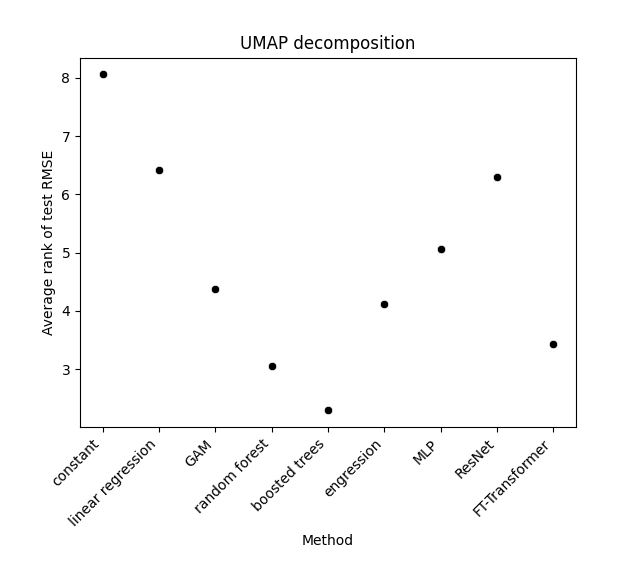 UMAP decomposition
Average rank of test RMSE
8
7
6
5
4
3
constant
linear regression
GAM
random forest
boosted trees
engression
MLP
ResNet
FT-Transformer
Method